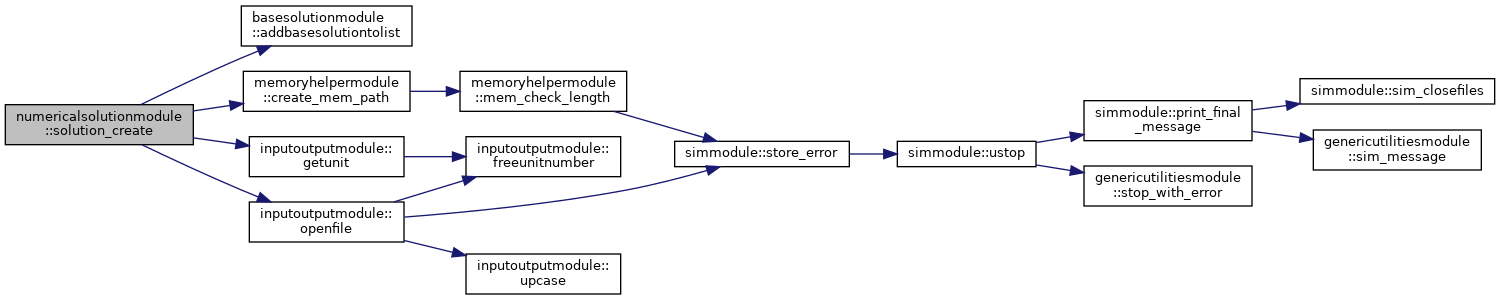 numericalsolutionmodule
::solution_create
basesolutionmodule
::addbasesolutiontolist
memoryhelpermodule
::create_mem_path
memoryhelpermodule
::mem_check_length
inputoutputmodule::
getunit
inputoutputmodule::
freeunitnumber
inputoutputmodule::
openfile
inputoutputmodule::
upcase
simmodule::store_error
simmodule::ustop
simmodule::print_final
_message
genericutilitiesmodule
::stop_with_error
simmodule::sim_closefiles
genericutilitiesmodule
::sim_message